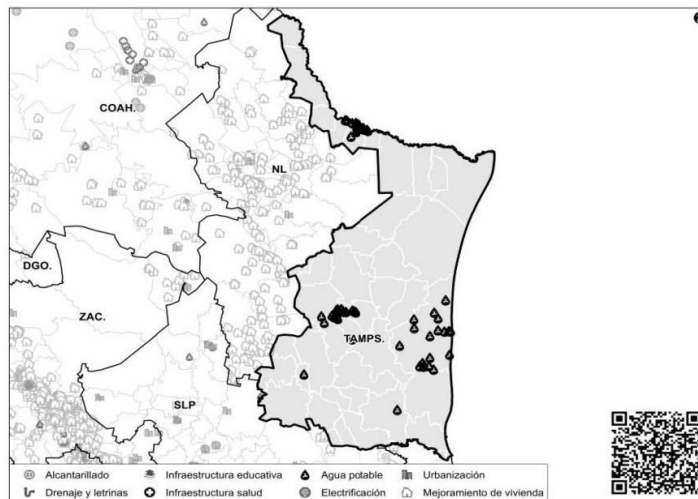 COAH.
NL
DGO.
ZAC.
TAMPS.
SLP
Alcantarillado Infraestructura educativa Agua potable Urbanización
Drenaje y letrinas Infraestructura salud Electrificación Mejoramiento de vivienda